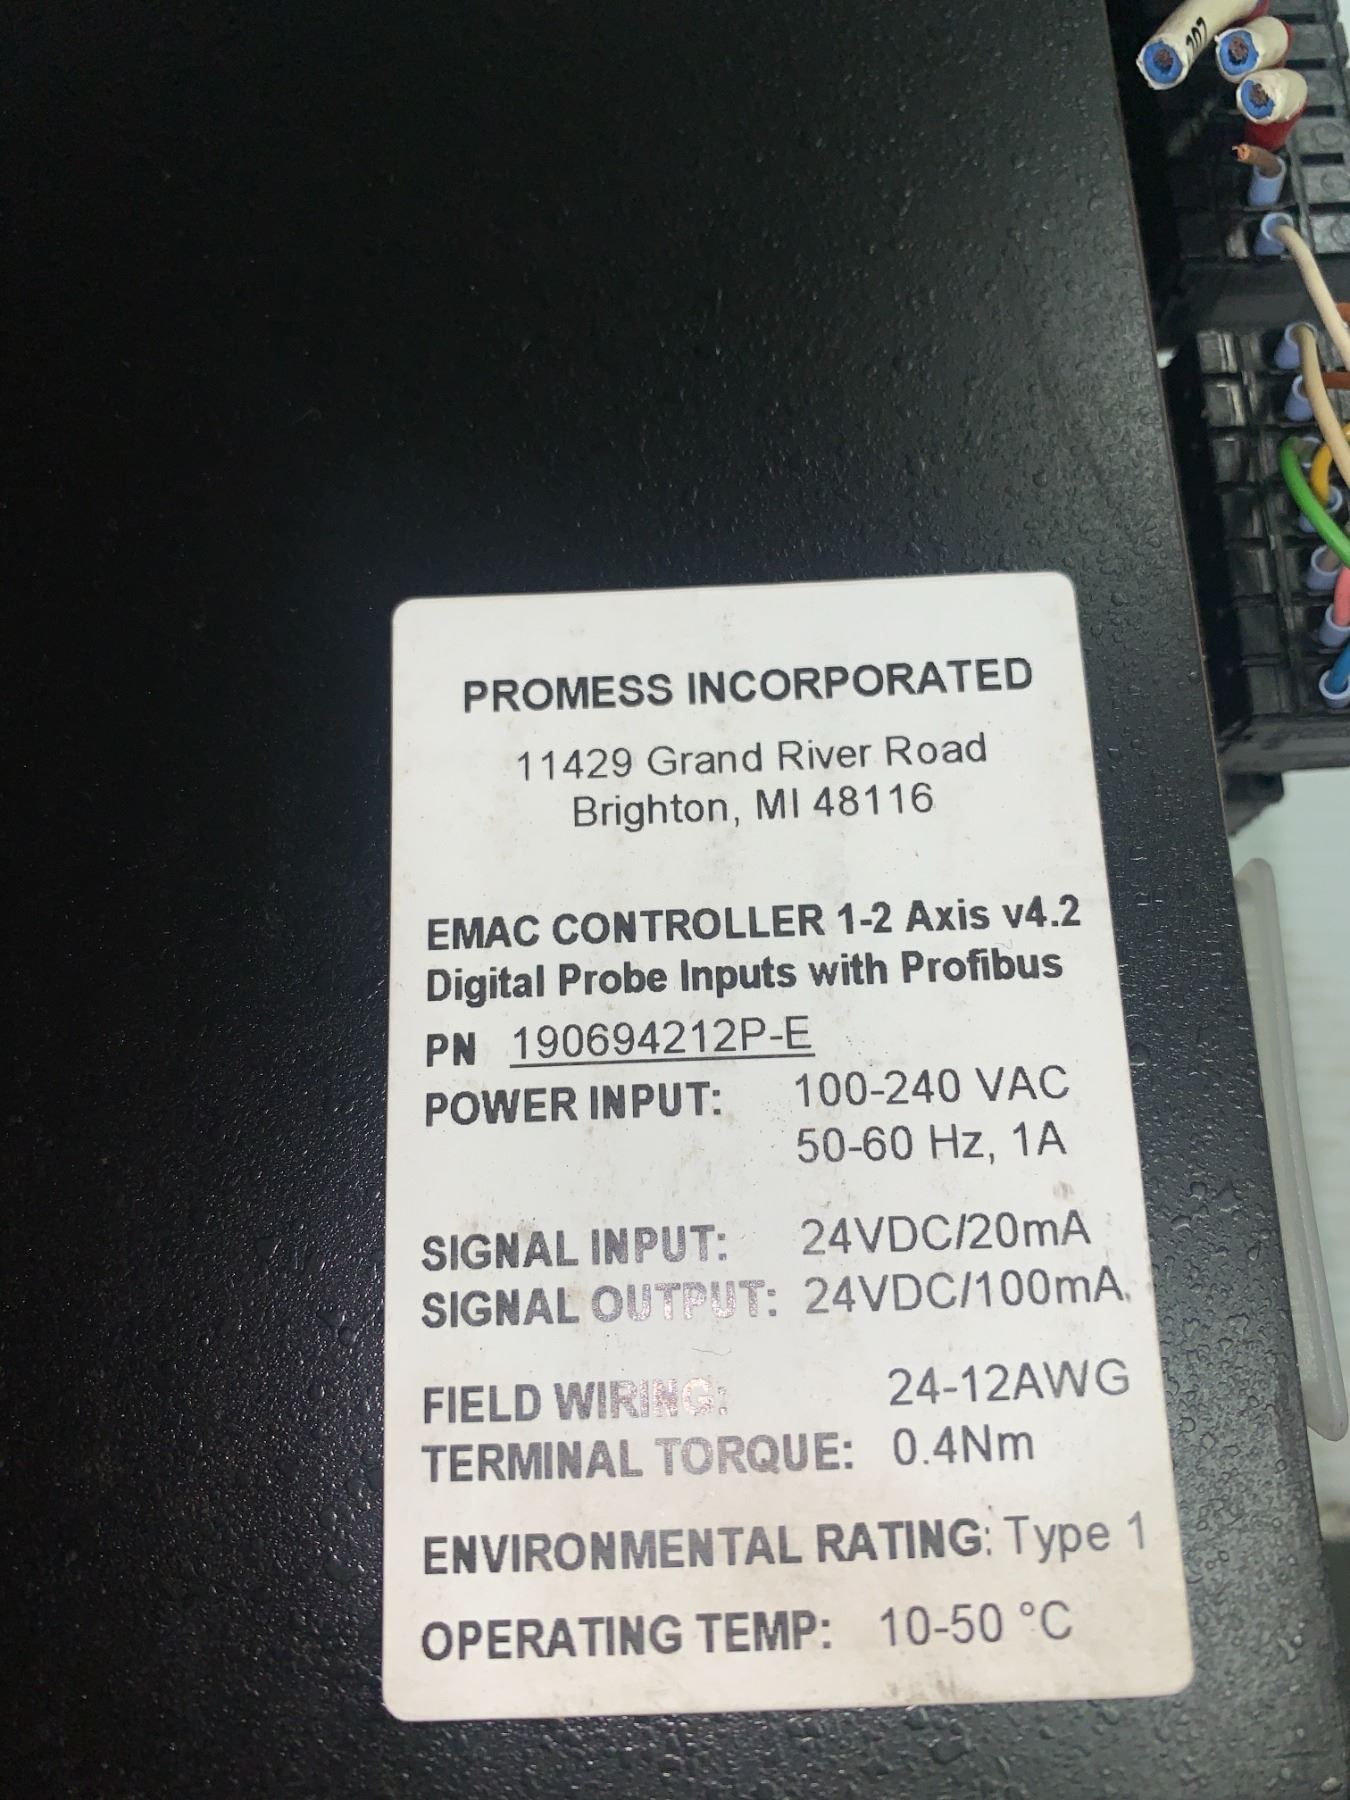 PROMESS INCORPORATED
11429 Grand River Road
Brighton, MI 48116
EMAC CONTROLLER 1-2 Axis v4.2
Digital Probe Inputs with Profibus
PN 190694212P-E
POWER INPUT: 100-240 VAC
50-60 Hz, 1A
SIGNAL INPUT: 24VDC/20mA
SIGNAL OUTPUT: 24VDC/100mA.
FIELD WIRING: 24-12AWG
TERMINAL TORQUE: 0.4Nm
ENVIRONMENTAL RATING: Type 1
OPERATING TEMP: 10-50 °C